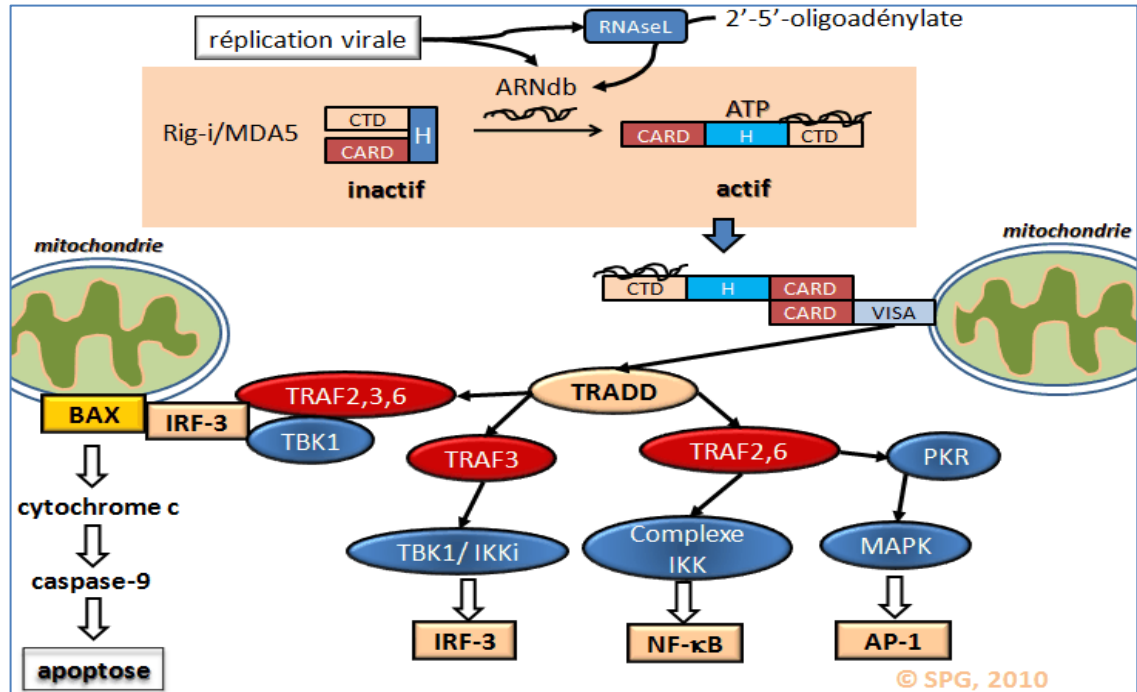 réplication virale
RNAseL
2’-5’-oligoadénylate
ARNdb
Rig-i/MDA5
CTD
CARD
H
inactif
ATP
CARD
H
CTD
actif
mitochondrie
mitochondrie
CTD
H
CARD
CARD
VISA
TRADD
TRAF2,3,6
BAX
IRF-3
TBK1
TRAF3
TRAF2,6
PKR
cytochrome c
TBK1/ IKKi
Complexe
IKK
MAPK
caspase-9
IRF-3
NF-κB
AP-1
apoptose
© SPG, 2010